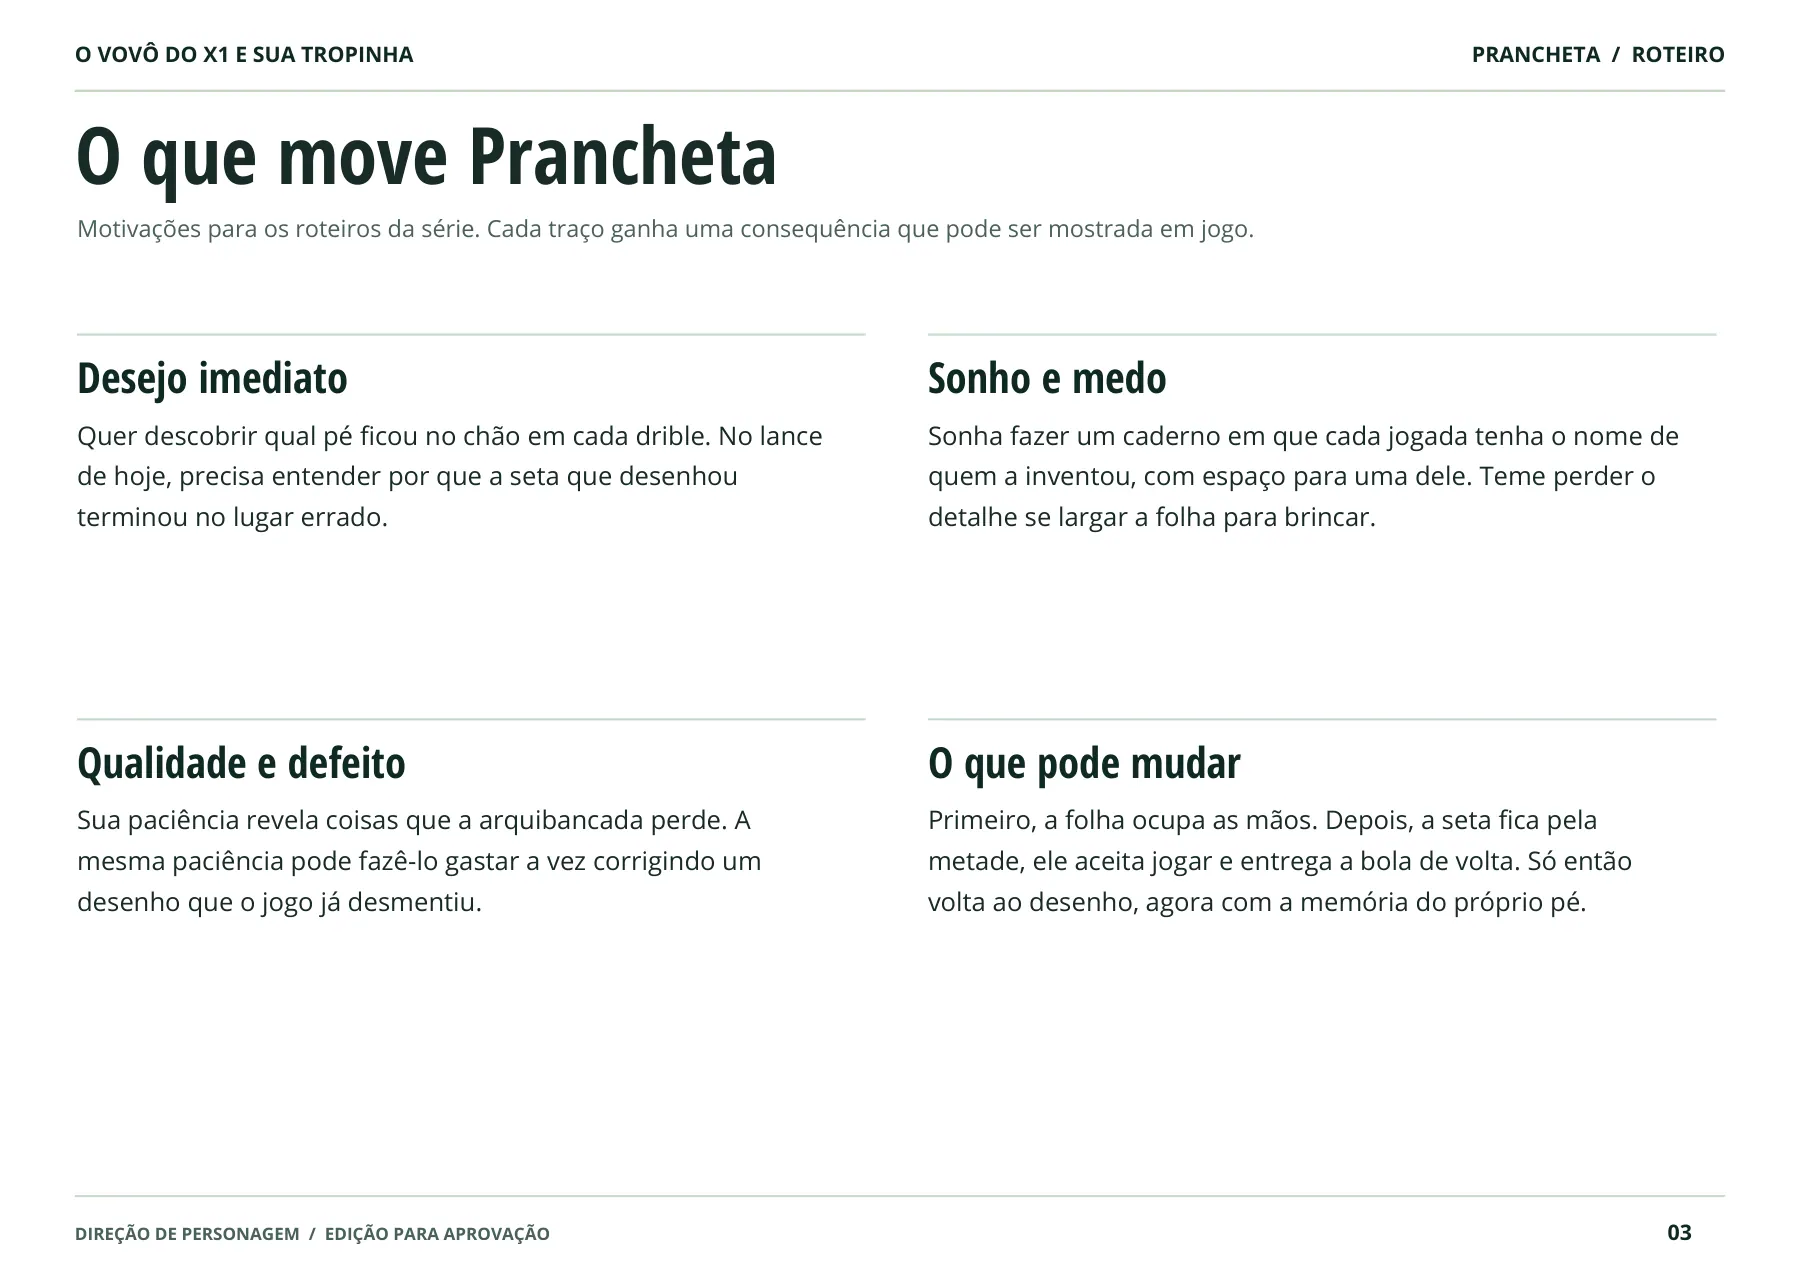 O VOVÔ DO X1 E SUA TROPINHA
PRANCHETA / ROTEIRO
O que move Prancheta
Motivações para os roteiros da série. Cada traço ganha uma consequência que pode ser mostrada em jogo.
Desejo imediato
Quer descobrir qual pé ficou no chão em cada drible. No lance
de hoje, precisa entender por que a seta que desenhou
terminou no lugar errado.
Sonho e medo
Sonha fazer um caderno em que cada jogada tenha o nome de
quem a inventou, com espaço para uma dele. Teme perder o
detalhe se largar a folha para brincar.
Qualidade e defeito
Sua paciência revela coisas que a arquibancada perde. A
mesma paciência pode fazê-lo gastar a vez corrigindo um
desenho que o jogo já desmentiu.
O que pode mudar
Primeiro, a folha ocupa as mãos. Depois, a seta fica pela
metade, ele aceita jogar e entrega a bola de volta. Só então
volta ao desenho, agora com a memória do próprio pé.
DIREÇÃO DE PERSONAGEM / EDIÇÃO PARA APROVAÇÃO
03